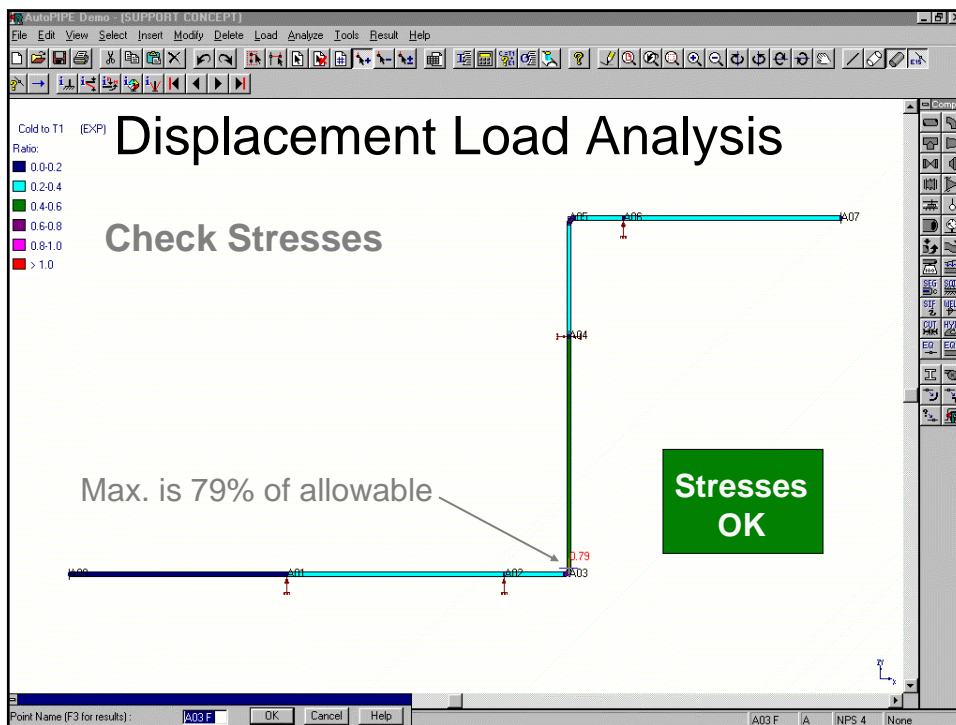 AutoPIPE Demo - [SUPPORT CONCEPT]
File Edit View Select Insert Modify Delete Load Analyze Tools Result Help
Comp
Cold to T1 (EXP)
Displacement Load Analysis
Ratio:
0.0-0.2
0.2-0.4
0.4-0.6
0.6-0.8
0.8-1.0
> 1.0
Check Stresses
A05
A06
A07
A04
Max. is 79% of allowable
Stresses
OK
0.79
A00
A01
A02
A03
Point Name (F3 for results) :
A03 F
OK
Cancel
Help
A03 F
A
NPS 4
None